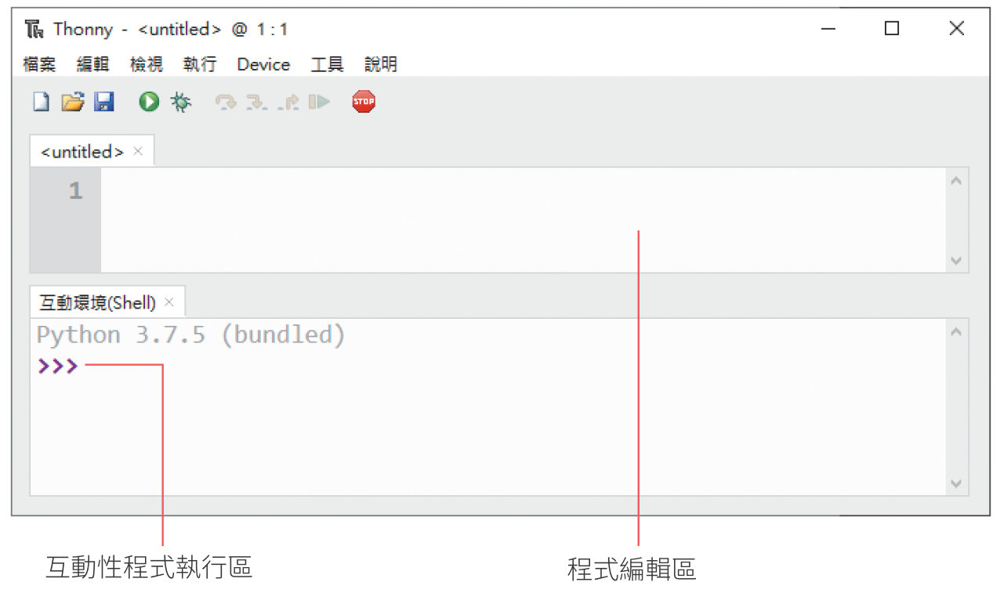 Thonny - <untitled> @ 1 : 1
檔案 編輯 檢視 執行 Device 工具 說明
STOP
<untitled> ×
1
互動環境(Shell) ×
Python 3.7.5 (bundled)
>>>
互動性程式執行區
程式編輯區